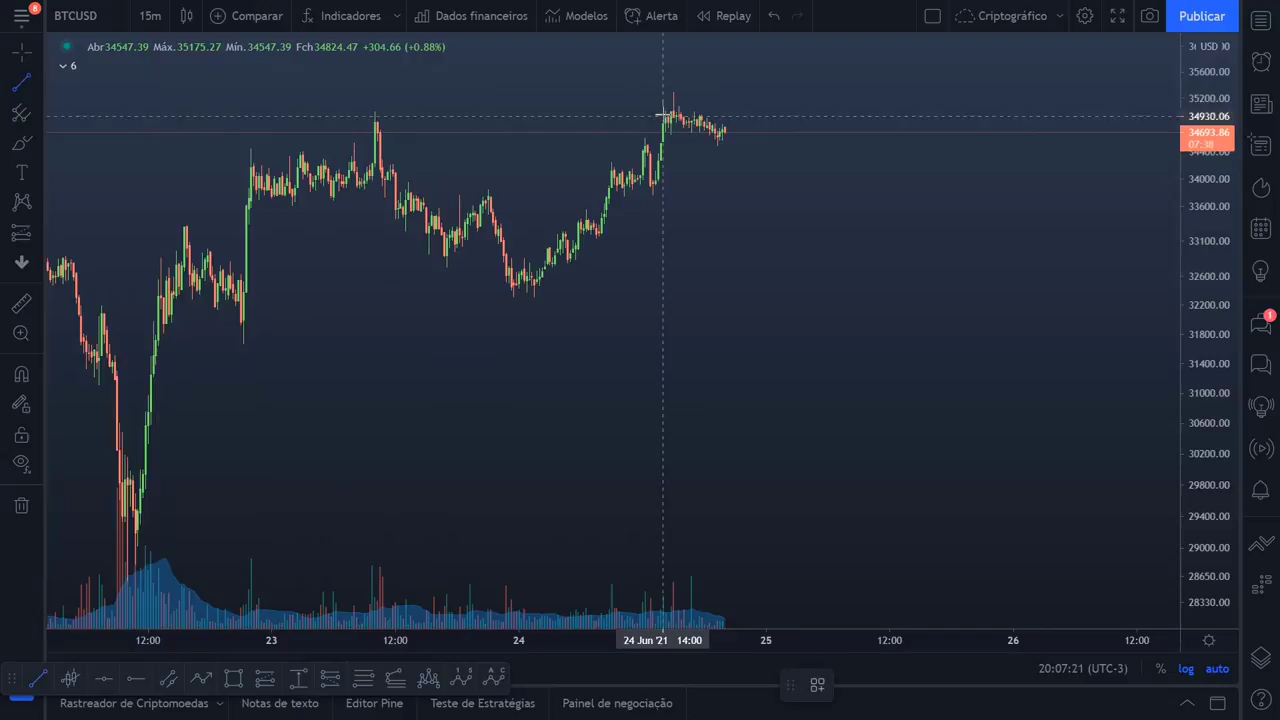 8
BTCUSD
15m
Comparar
Indicadores
Dados financeiros
Modelos
Alerta
Replay
Criptográfico
Publicar
Abr34547.39 Máx.35175.27 Mín.34547.39 Fch34824.47 +304.66 (+0.88%)
6
USD
35600.00
35200.00
34930.06
34693.86
07:38
34400.00
34000.00
33600.00
33100.00
32600.00
32200.00
31800.00
31400.00
31000.00
30600.00
30200.00
29800.00
29400.00
29000.00
28650.00
28330.00
1
12:00
23
12:00
24
24 Jun '21 14:00
25
12:00
26
12:00
20:07:21 (UTC-3)
%
log
auto
Rastreador de Criptomoedas
Notas de texto
Editor Pine
Teste de Estratégias
Painel de negociação